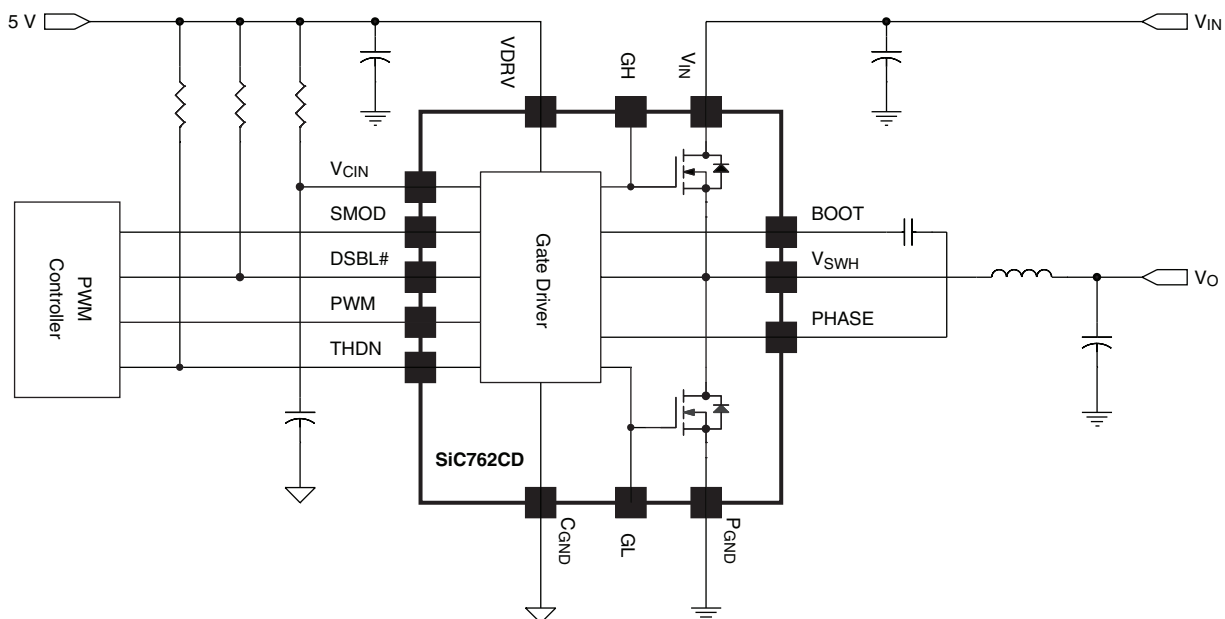 5 V
VDRV
GH
VIN
VIN
VCIN
SMOD
DSBL#
PWM
THDN
PWM
Controller
Gate Driver
BOOT
VSWH
PHASE
VO
SiC762CD
CGND
GL
PGND